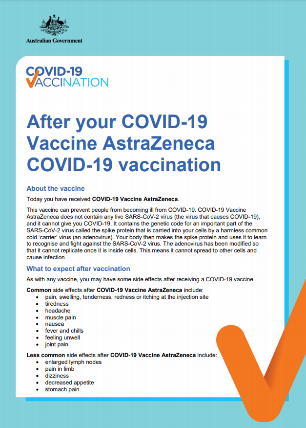 Australian Government
COVID-19
VACCINATION
After your COVID-19
Vaccine AstraZeneca
COVID-19 vaccination
About the vaccine
Today you have received COVID-19 Vaccine AstraZeneca.
This vaccine can prevent people from becoming ill from COVID-19. COVID-19 Vaccine
AstraZeneca does not contain any live SARS-CoV-2 virus (the virus that causes COVID-19),
and it cannot give you COVID-19. It contains the genetic code for an important part of the
SARS-CoV-2 virus called the spike protein that is carried into your cells by a harmless common
cold 'carrier' virus (an adenovirus). Your body then makes the spike protein and uses it to learn
to recognise and fight against the SARS-CoV-2 virus. The adenovirus has been modified so
that it cannot replicate once it is inside cells. This means it cannot spread to other cells and
cause infection.
What to expect after vaccination
As with any vaccine, you may have some side effects after receiving a COVID-19 vaccine.
Common side effects after COVID-19 Vaccine AstraZeneca include:
• pain, swelling, tenderness, redness or itching at the injection site
• tiredness
• headache
• muscle pain
• nausea
• fever and chills
• feeling unwell
• joint pain
Less common side effects after COVID-19 Vaccine AstraZeneca include:
• enlarged lymph nodes
• pain in limb
• dizziness
• decreased appetite
• stomach pain